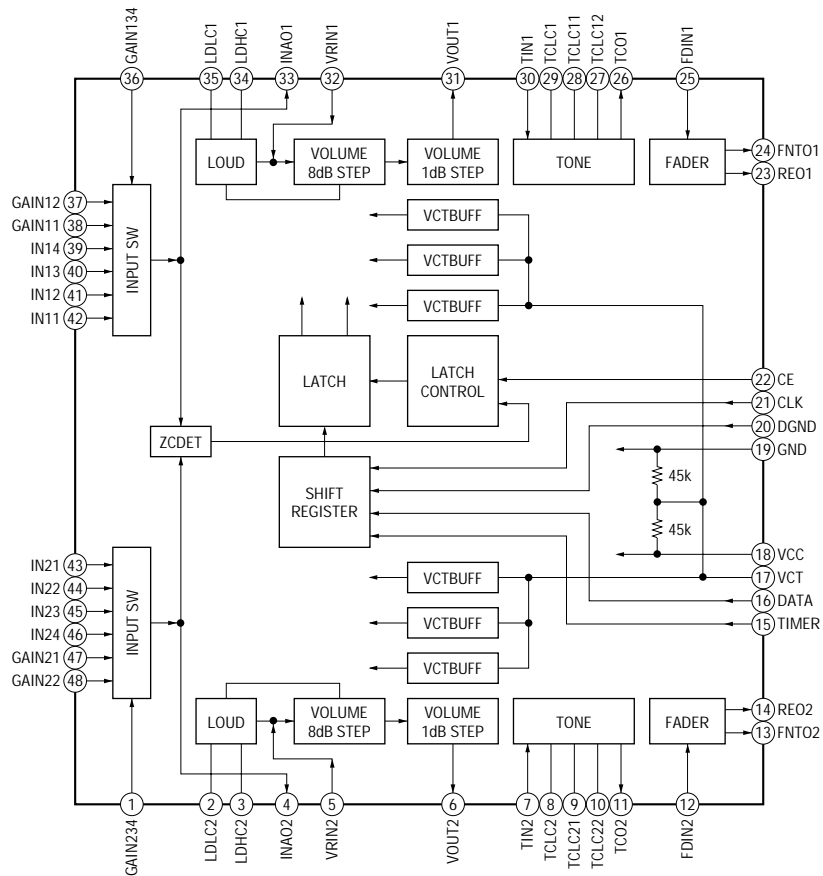 GAIN134
LDLC1
LDHC1
INAO1
VRIN1
VOUT1
TIN1
TCLC1
TCLC11
TCLC12
TCO1
FDIN1
36
35
34
33
32
31
30
29
28
27
26
25
LOUD
VOLUME
8dB STEP
VOLUME
1dB STEP
TONE
FADER
24 FNTO1
23 REO1
GAIN12 37
GAIN11 38
IN14 39
IN13 40
IN12 41
IN11 42
INPUT SW
VCTBUFF
VCTBUFF
VCTBUFF
LATCH
LATCH
CONTROL
22 CE
21 CLK
20 DGND
19 GND
ZCDET
SHIFT
REGISTER
45k
45k
18 VCC
17 VCT
16 DATA
15 TIMER
IN21 43
IN22 44
IN23 45
IN24 46
GAIN21 47
GAIN22 48
INPUT SW
VCTBUFF
VCTBUFF
VCTBUFF
LOUD
VOLUME
8dB STEP
VOLUME
1dB STEP
TONE
FADER
14 REO2
13 FNTO2
1
2
3
4
5
6
7
8
9
10
11
12
GAIN234
LDLC2
LDHC2
INAO2
VRIN2
VOUT2
TIN2
TCLC2
TCLC21
TCLC22
TCO2
FDIN2